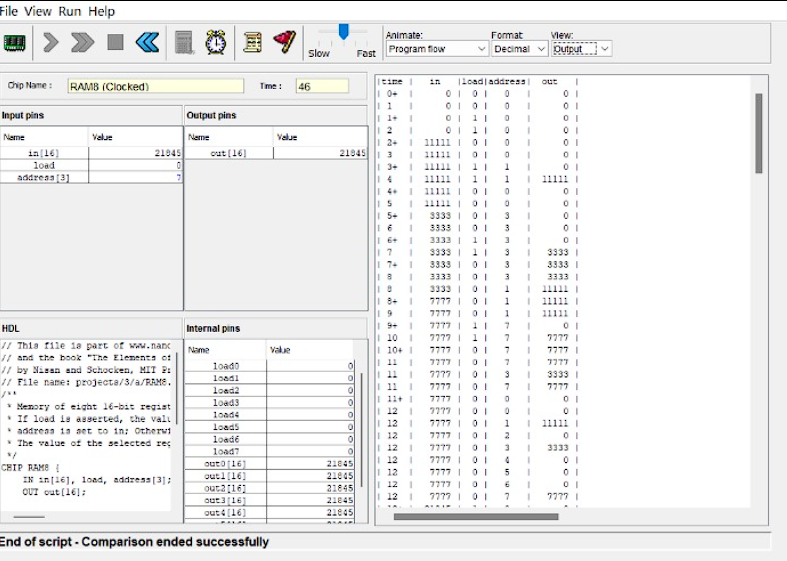 File View Run Help
Slow Fast
Animate:
Program flow
Format:
Decimal
View:
Output
Chip Name : RAM8 (Clocked) Time : 46
Input pins
Name Value
in[16] 21845
load 0
address[3] 7
Output pins
Name Value
out[16] 21845
HDL
// This file is part of www.nand
// and the book "The Elements of
// by Nisan and Schocken, MIT Pr
// File name: projects/3/a/RAM8.
/**
* Memory of eight 16-bit regist
* If load is asserted, the valu
* address is set to in; Otherwi
* The value of the selected reg
*/
CHIP RAM8 {
IN in[16], load, address[3];
OUT out[16];
Internal pins
Name Value
load0 0
load1 0
load2 0
load3 0
load4 0
load5 0
load6 0
load7 0
out0[16] 21845
out1[16] 21845
out2[16] 21845
out3[16] 21845
out4[16] 21845
|time | in |load|address| out |
| 0+ | 0 | 0 | 0 | 0 |
| 1 | 0 | 0 | 0 | 0 |
| 1+ | 0 | 1 | 0 | 0 |
| 2 | 0 | 1 | 0 | 0 |
| 2+ | 11111 | 0 | 0 | 0 |
| 3 | 11111 | 0 | 0 | 0 |
| 3+ | 11111 | 1 | 1 | 0 |
| 4 | 11111 | 1 | 1 | 11111 |
| 4+ | 11111 | 0 | 0 | 0 |
| 5 | 11111 | 0 | 0 | 0 |
| 5+ | 3333 | 0 | 3 | 0 |
| 6 | 3333 | 0 | 3 | 0 |
| 6+ | 3333 | 1 | 3 | 0 |
| 7 | 3333 | 1 | 3 | 3333 |
| 7+ | 3333 | 0 | 3 | 3333 |
| 8 | 3333 | 0 | 3 | 3333 |
| 8 | 3333 | 0 | 1 | 11111 |
| 8+ | 7777 | 0 | 1 | 11111 |
| 9 | 7777 | 0 | 1 | 11111 |
| 9+ | 7777 | 1 | 7 | 0 |
| 10 | 7777 | 1 | 7 | 7777 |
| 10+ | 7777 | 0 | 7 | 7777 |
| 11 | 7777 | 0 | 7 | 7777 |
| 11 | 7777 | 0 | 3 | 3333 |
| 11 | 7777 | 0 | 7 | 7777 |
| 11+ | 7777 | 0 | 0 | 0 |
| 12 | 7777 | 0 | 0 | 0 |
| 12 | 7777 | 0 | 1 | 11111 |
| 12 | 7777 | 0 | 2 | 0 |
| 12 | 7777 | 0 | 3 | 3333 |
| 12 | 7777 | 0 | 4 | 0 |
| 12 | 7777 | 0 | 5 | 0 |
| 12 | 7777 | 0 | 6 | 0 |
| 12 | 7777 | 0 | 7 | 7777 |
End of script - Comparison ended successfully